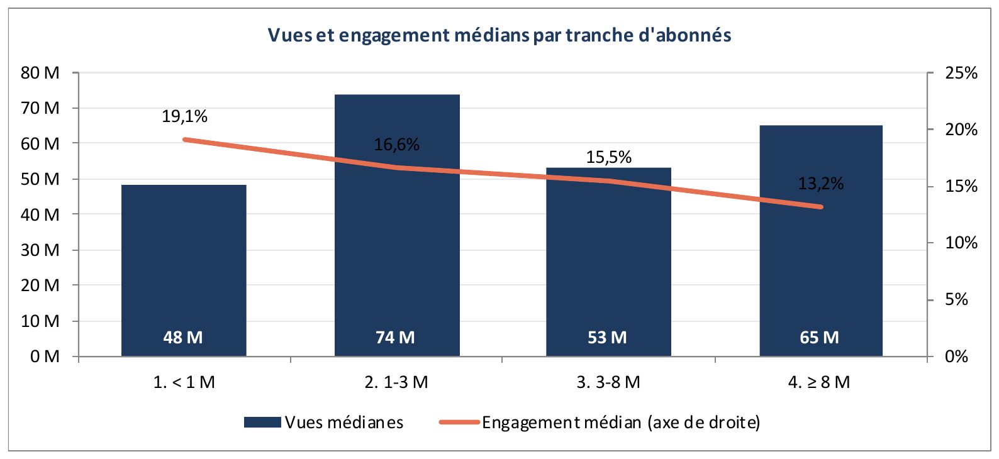 Vues et engagement médians par tranche d'abonnés
80 M
70 M
60 M
50 M
40 M
30 M
20 M
10 M
0 M
25%
20%
15%
10%
5%
0%
19,1%
16,6%
15,5%
13,2%
48 M
74 M
53 M
65 M
1. < 1 M
2. 1-3 M
3. 3-8 M
4. ≥ 8 M
Vues médianes
Engagement médian (axe de droite)